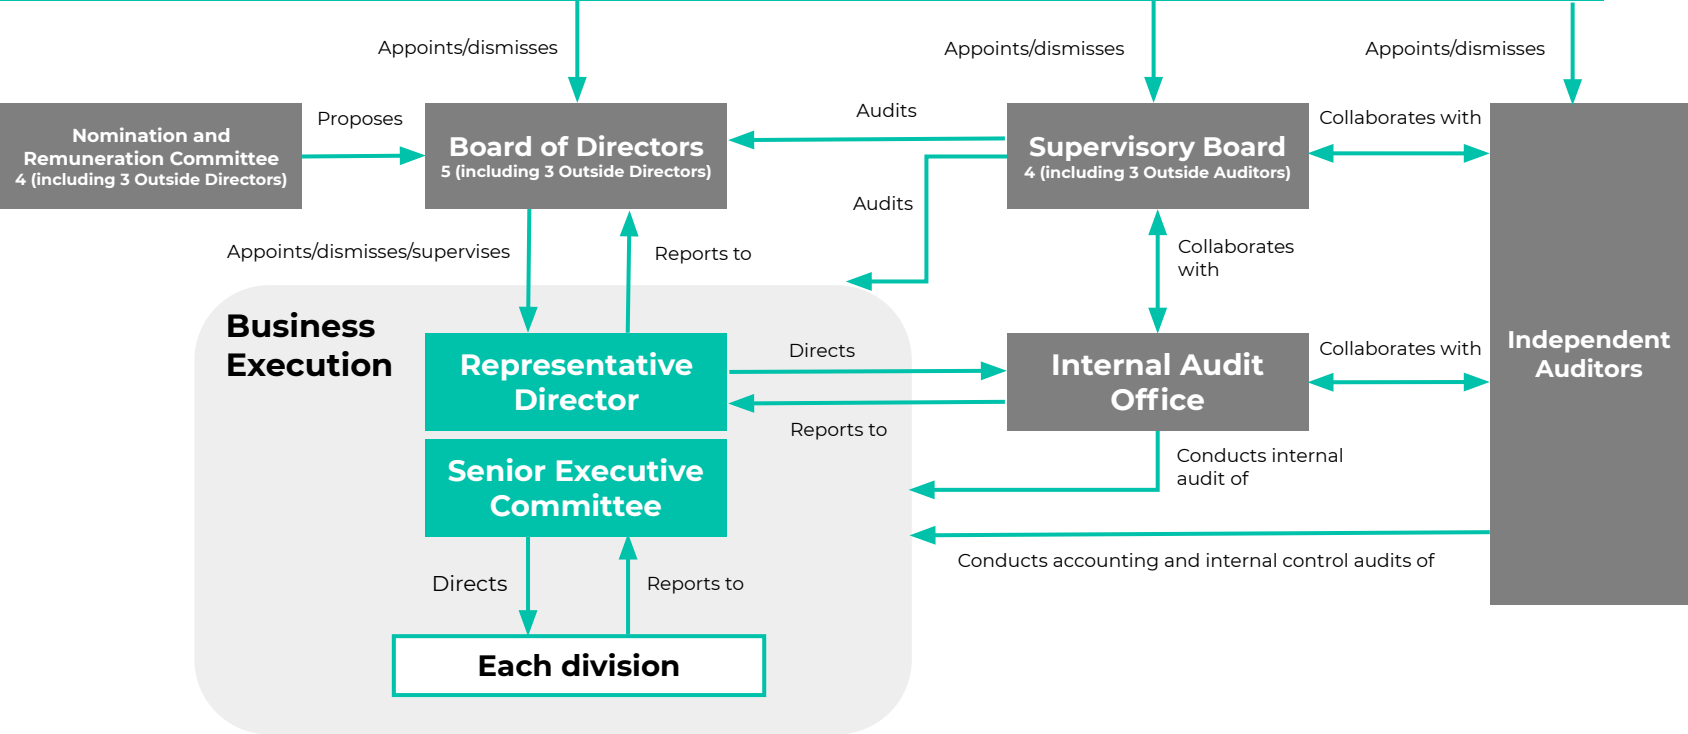 Appoints/dismisses
Appoints/dismisses
Appoints/dismisses
Nomination and
Remuneration Committee
4 (including 3 Outside Directors)
Proposes
Board of Directors
5 (including 3 Outside Directors)
Audits
Supervisory Board
4 (including 3 Outside Auditors)
Collaborates with
Audits
Appoints/dismisses/supervises
Reports to
Collaborates
with
Business
Execution
Representative
Director
Directs
Reports to
Internal Audit
Office
Collaborates with
Independent
Auditors
Senior Executive
Committee
Conducts internal
audit of
Conducts accounting and internal control audits of
Directs
Reports to
Each division